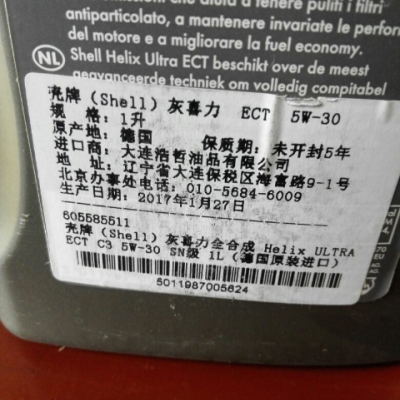 emissioni che aiuta a tenere puliti i filtri
antiparticolato, a mantenere invariate le perfor
del motore e a migliorare la fuel economy.
NL Shell Helix Ultra ECT beschikt over de meest
geavanceerde techniek om volledig compitabel
壳牌（Shell）灰喜力 ECT 5W-30
规格：1升
原产地：德国 保质期：未开封5年
进口商：大连浩哲油品有限公司
地址：辽宁省大连保税区海富路9-1号
北京办事处电话：010-5684-6009
生产日期：2017年1月27日
605585511
壳牌（Shell）灰喜力全合成 Helix ULTRA
ECT C3 5W-30 SN级 1L（德国原装进口）
5011987005624